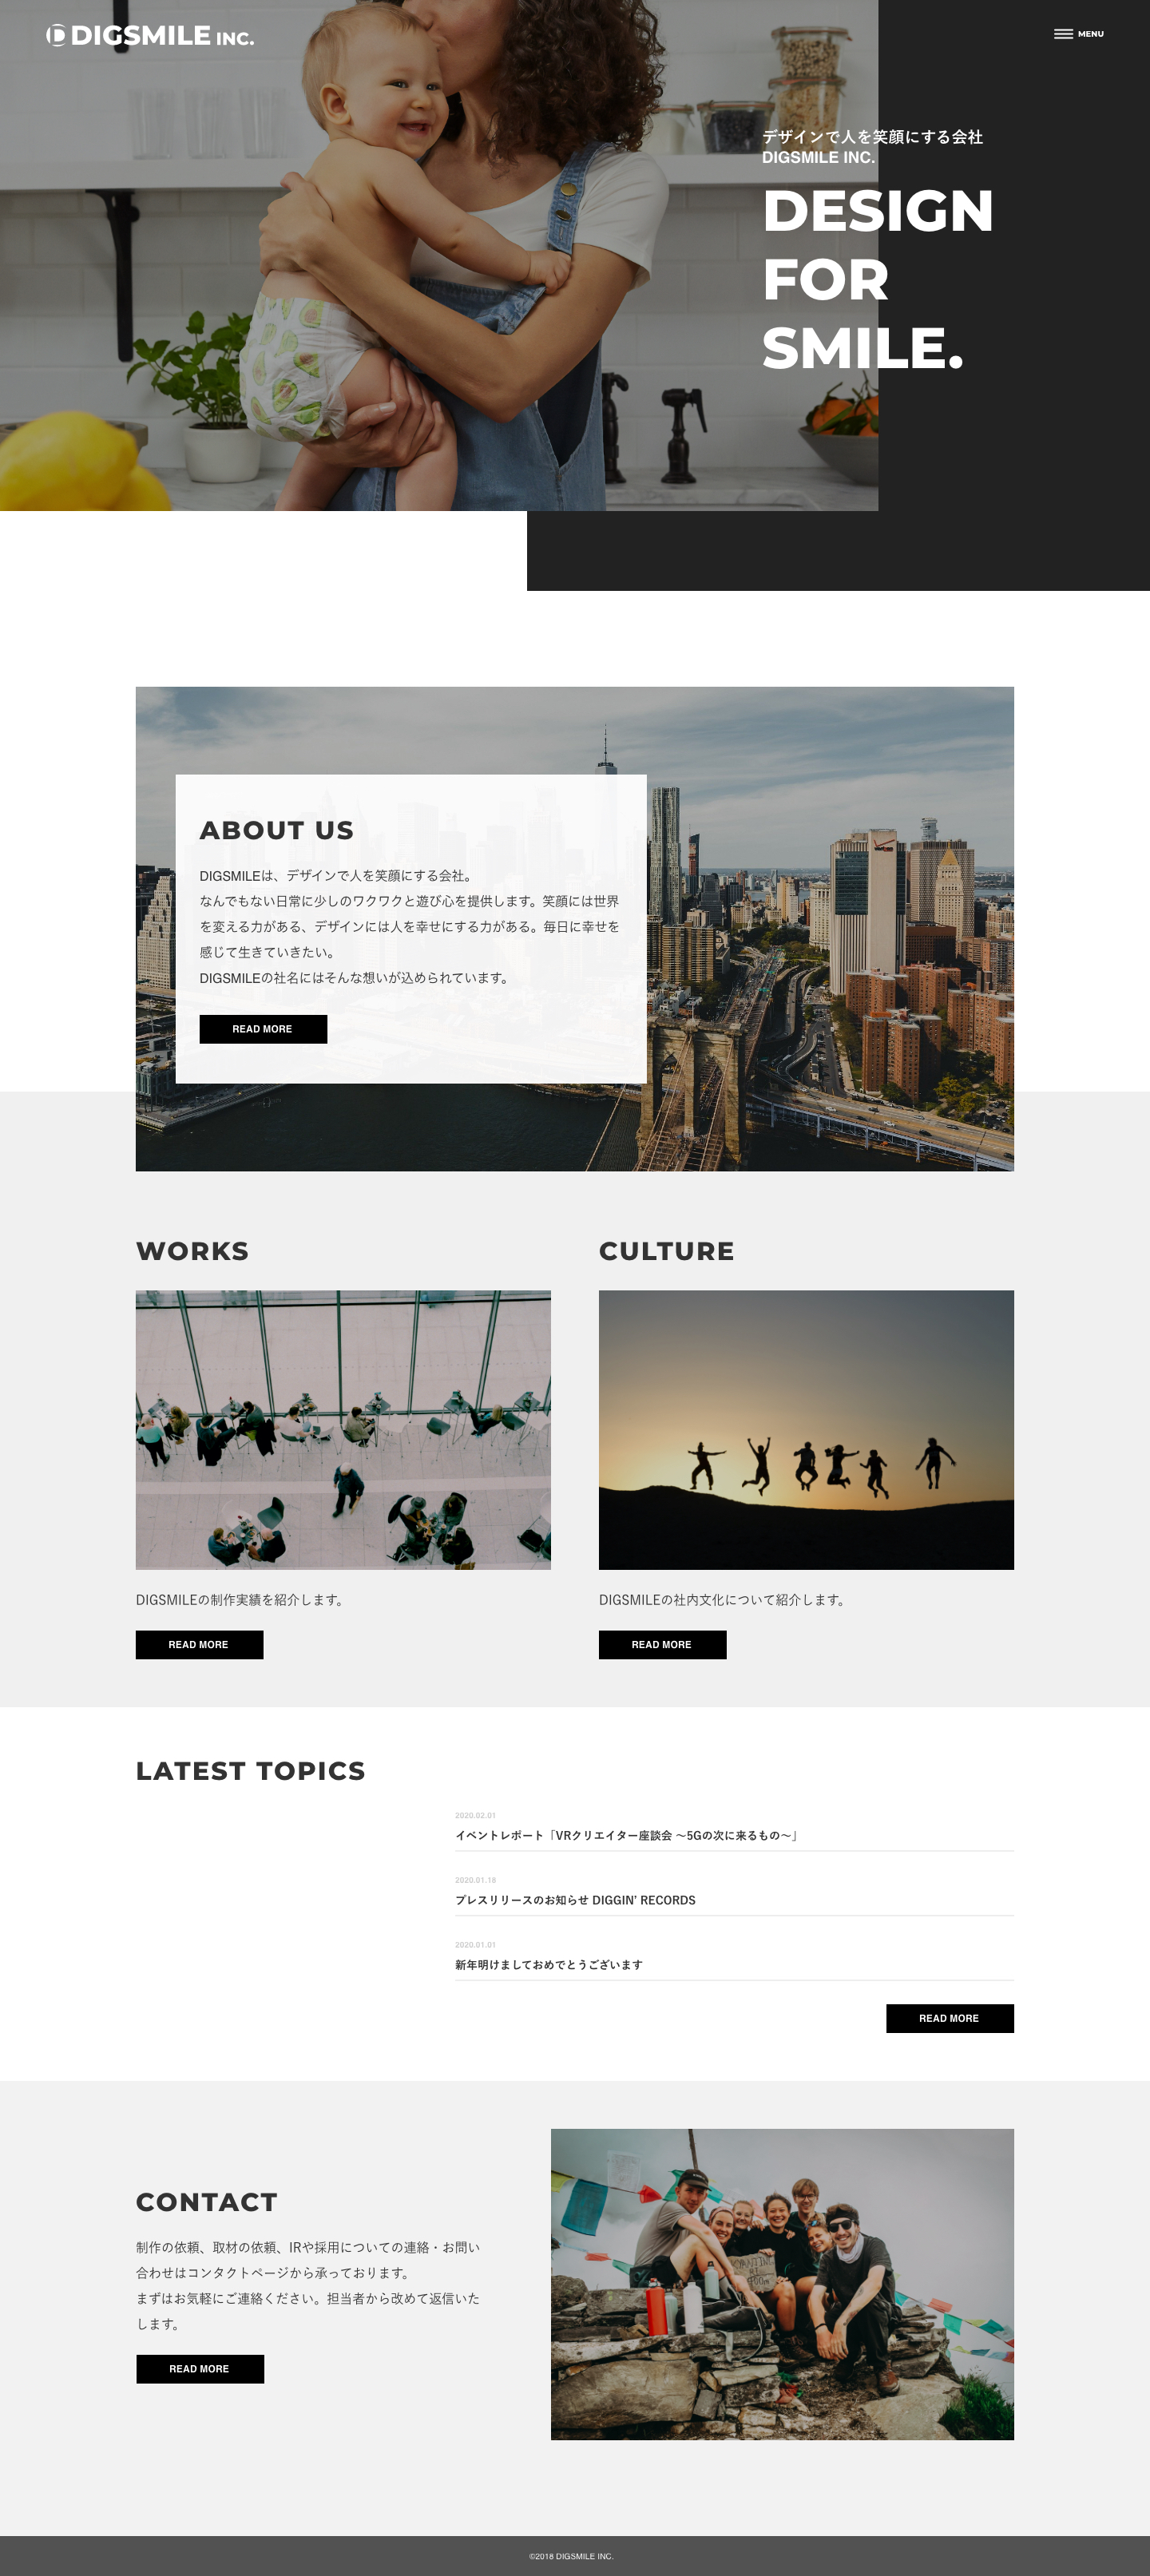 DIGSMILE INC.
MENU
デザインで人を笑顔にする会社
DIGSMILE INC.
DESIGN
FOR
SMILE.
ABOUT US
DIGSMILEは、デザインで人を笑顔にする会社。
なんでもない日常に少しのワクワクと遊び心を提供します。笑顔には世界
を変える力がある、デザインには人を幸せにする力がある。毎日に幸せを
感じて生きていきたい。
DIGSMILEの社名にはそんな想いが込められています。
READ MORE
verizon
WORKS
CULTURE
DIGSMILEの制作実績を紹介します。
DIGSMILEの社内文化について紹介します。
READ MORE
READ MORE
LATEST TOPICS
2020.02.01
イベントレポート「VRクリエイター座談会 〜5Gの次に来るもの〜」
2020.01.18
プレスリリースのお知らせ DIGGIN’ RECORDS
2020.01.01
新年明けましておめでとうございます
READ MORE
CONTACT
制作の依頼、取材の依頼、IRや採用についての連絡・お問い
合わせはコンタクトページから承っております。
まずはお気軽にご連絡ください。担当者から改めて返信いた
します。
READ MORE
©2018 DIGSMILE INC.